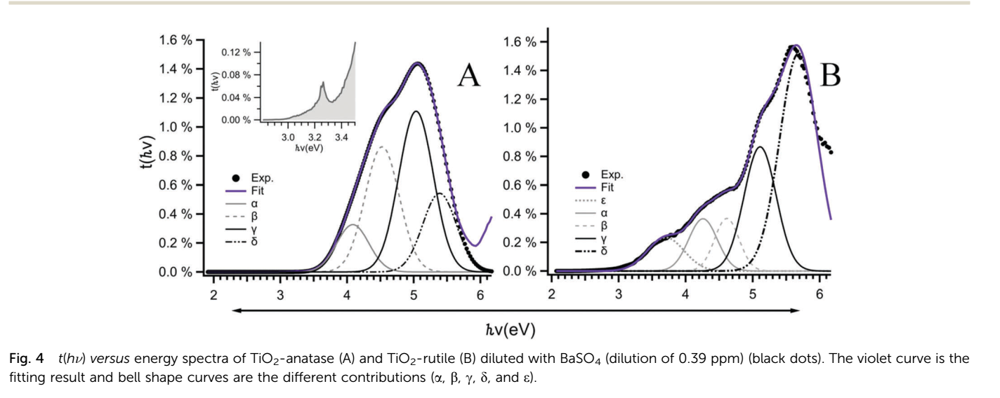 1.6 %
1.4 %
1.2 %
1.0 %
0.8 %
0.6 %
0.4 %
0.2 %
0.0 %
t(ℏν)
0.12 %
0.08 %
0.04 %
0.00 %
t(ℏν)
3.0 3.2 3.4
ℏν(eV)
A
Exp.
Fit
α
β
γ
δ
2 3 4 5 6
1.6 %
1.4 %
1.2 %
1.0 %
0.8 %
0.6 %
0.4 %
0.2 %
0.0 %
B
Exp.
Fit
ε
α
β
γ
δ
2 3 4 5 6
ℏν(eV)
Fig. 4 t(hν) versus energy spectra of TiO₂-anatase (A) and TiO₂-rutile (B) diluted with BaSO₄ (dilution of 0.39 ppm) (black dots). The violet curve is the
fitting result and bell shape curves are the different contributions (α, β, γ, δ, and ε).